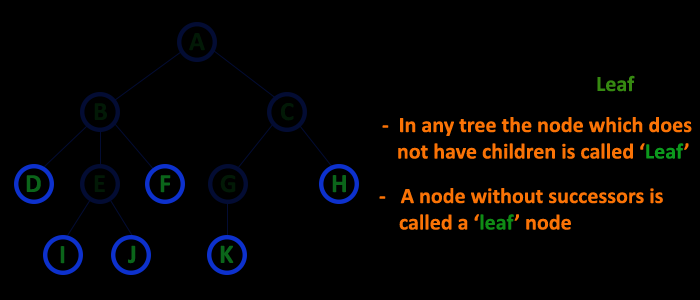 A
B
C
D
E
F
G
H
I
J
K
Leaf
- In any tree the node which does
not have children is called ‘Leaf’
- A node without successors is
called a ‘leaf’ node